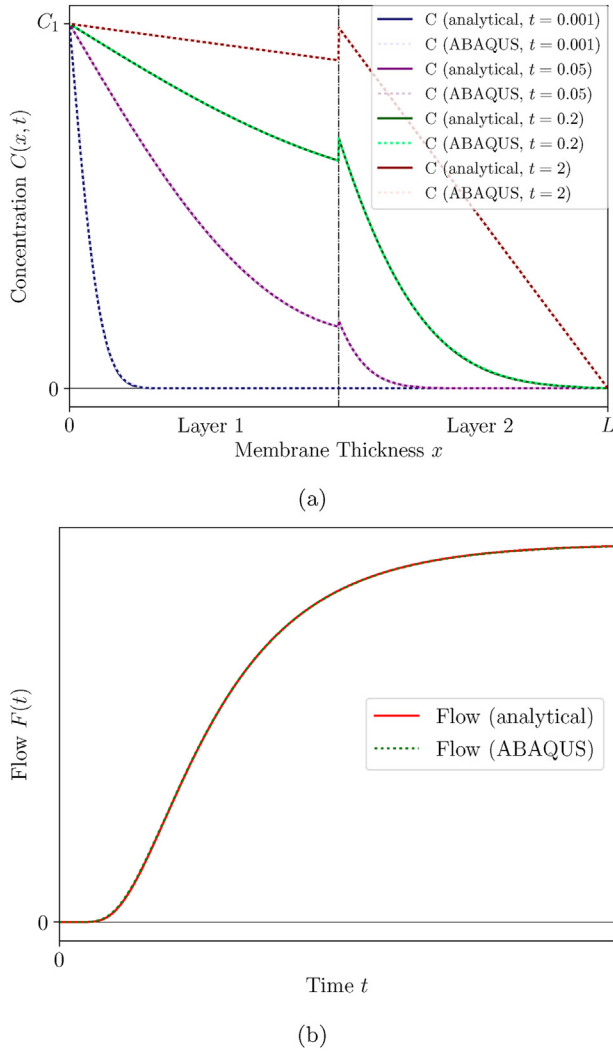 C₁
C (analytical, t = 0.001)
C (ABAQUS, t = 0.001)
C (analytical, t = 0.05)
C (ABAQUS, t = 0.05)
C (analytical, t = 0.2)
C (ABAQUS, t = 0.2)
C (analytical, t = 2)
C (ABAQUS, t = 2)
Concentration C(x, t)
0
0 Layer 1 Layer 2 L
Membrane Thickness x
(a)
Flow F(t)
Flow (analytical)
Flow (ABAQUS)
0
0
Time t
(b)